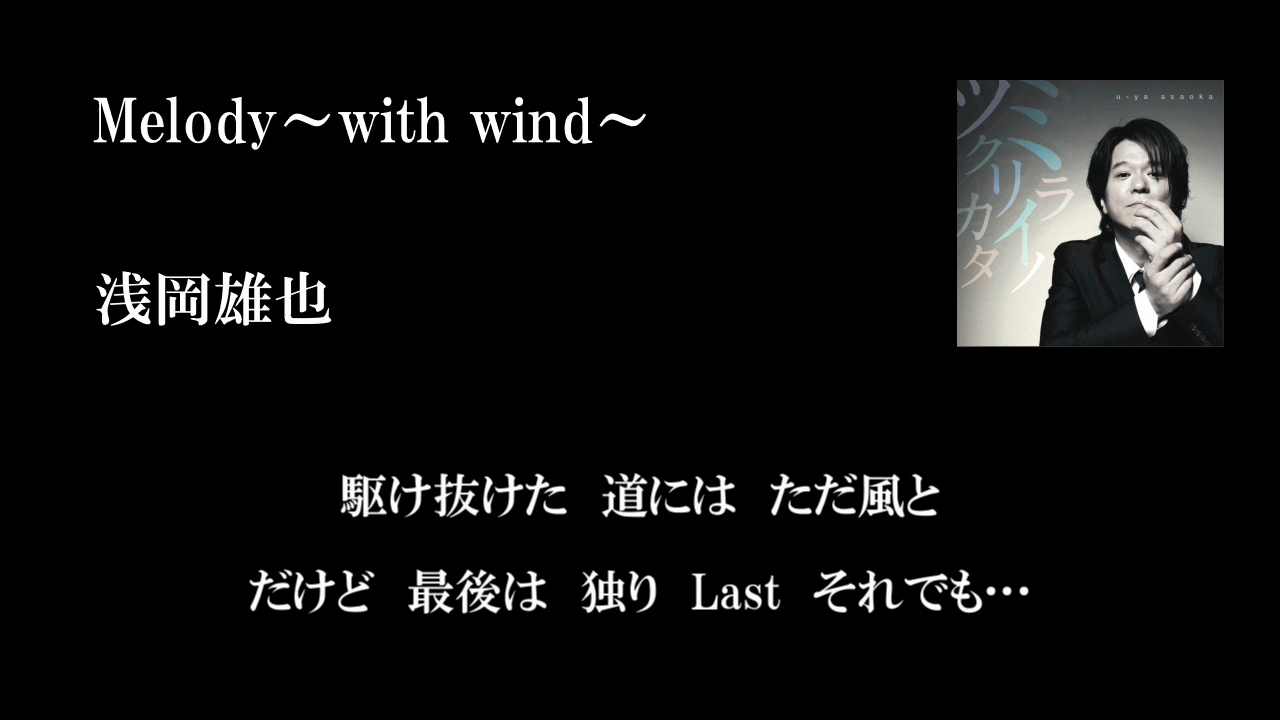 Melody～with wind～
浅岡雄也
u-ya asaoka
ミライノ
ツクリカタ
駆け抜けた　道には　ただ風と
だけど　最後は　独り　Last　それでも…